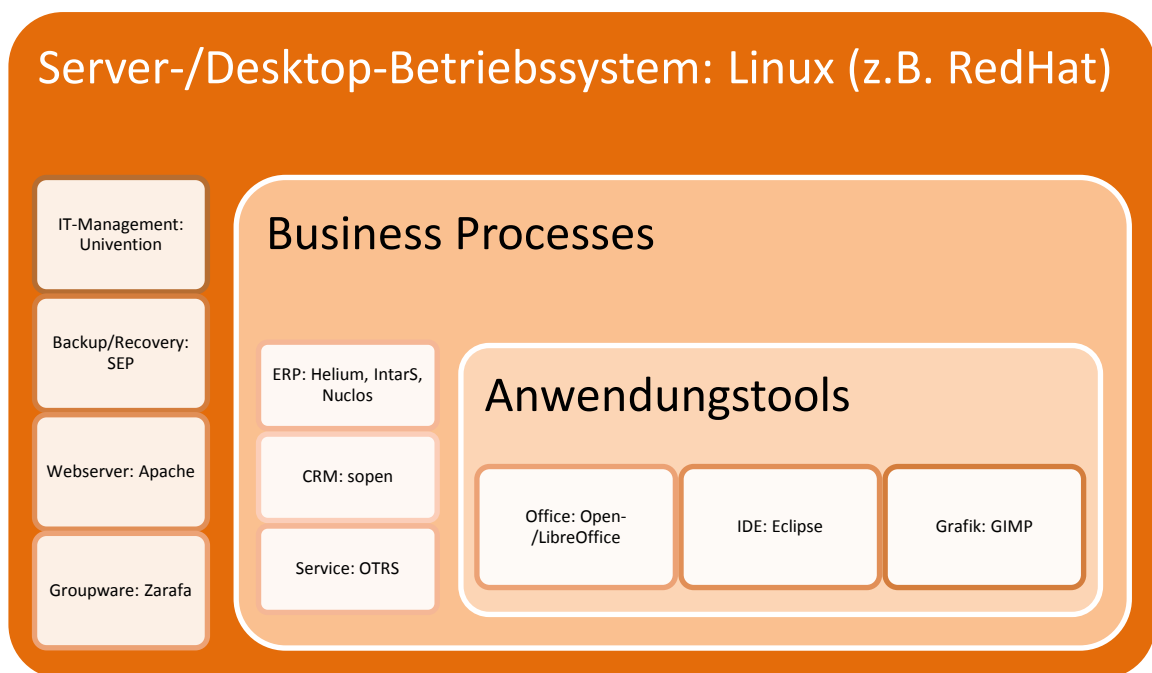 Server-/Desktop-Betriebssystem: Linux (z.B. RedHat)
IT-Management:
Univention
Backup/Recovery:
SEP
Webserver: Apache
Groupware: Zarafa
Business Processes
ERP: Helium, IntarS,
Nuclos
CRM: sopen
Service: OTRS
Anwendungstools
Office: Open-
/LibreOffice
IDE: Eclipse
Grafik: GIMP